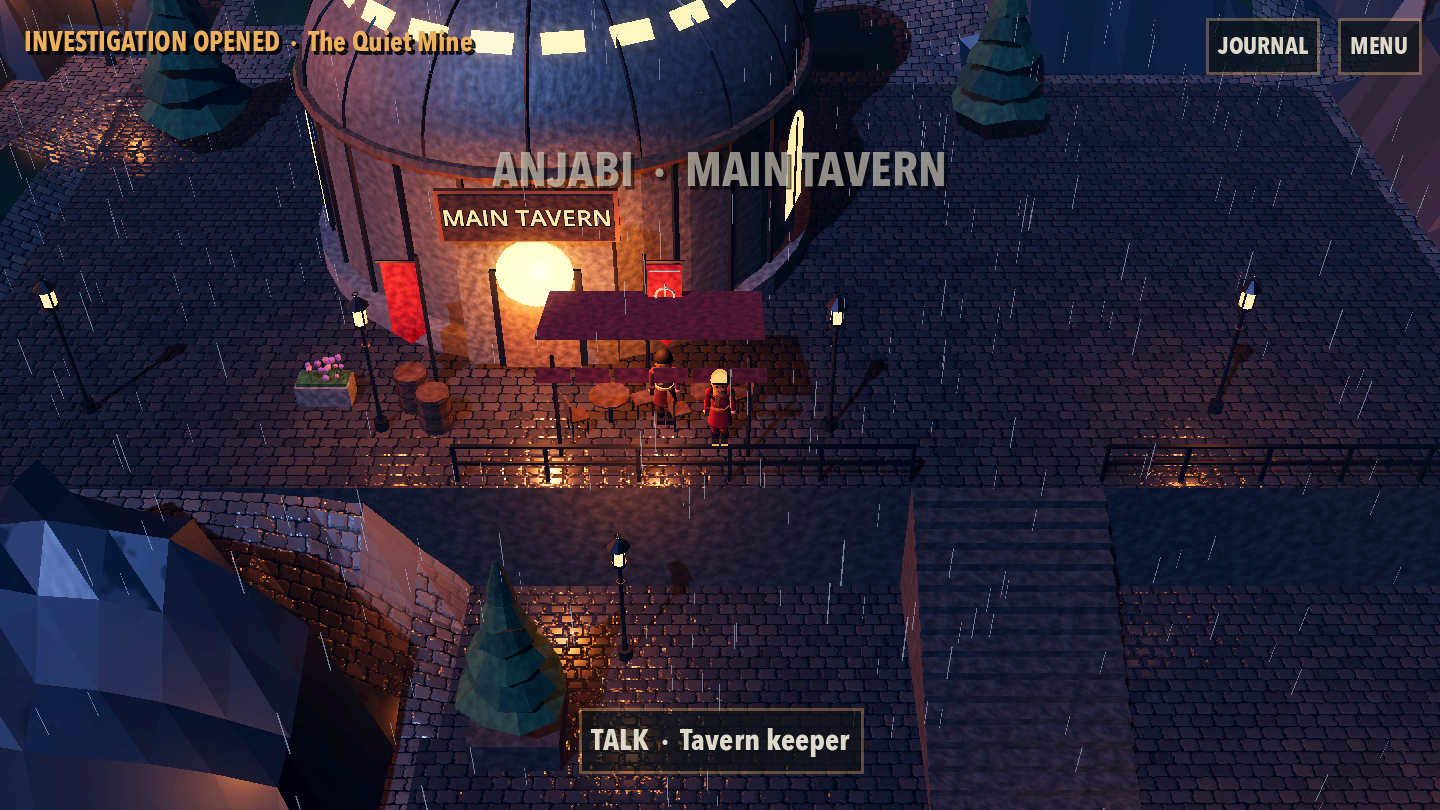 INVESTIGATION OPENED · The Quiet Mine
JOURNAL
MENU
ANJABI · MAIN TAVERN
MAIN TAVERN
TALK · Tavern keeper